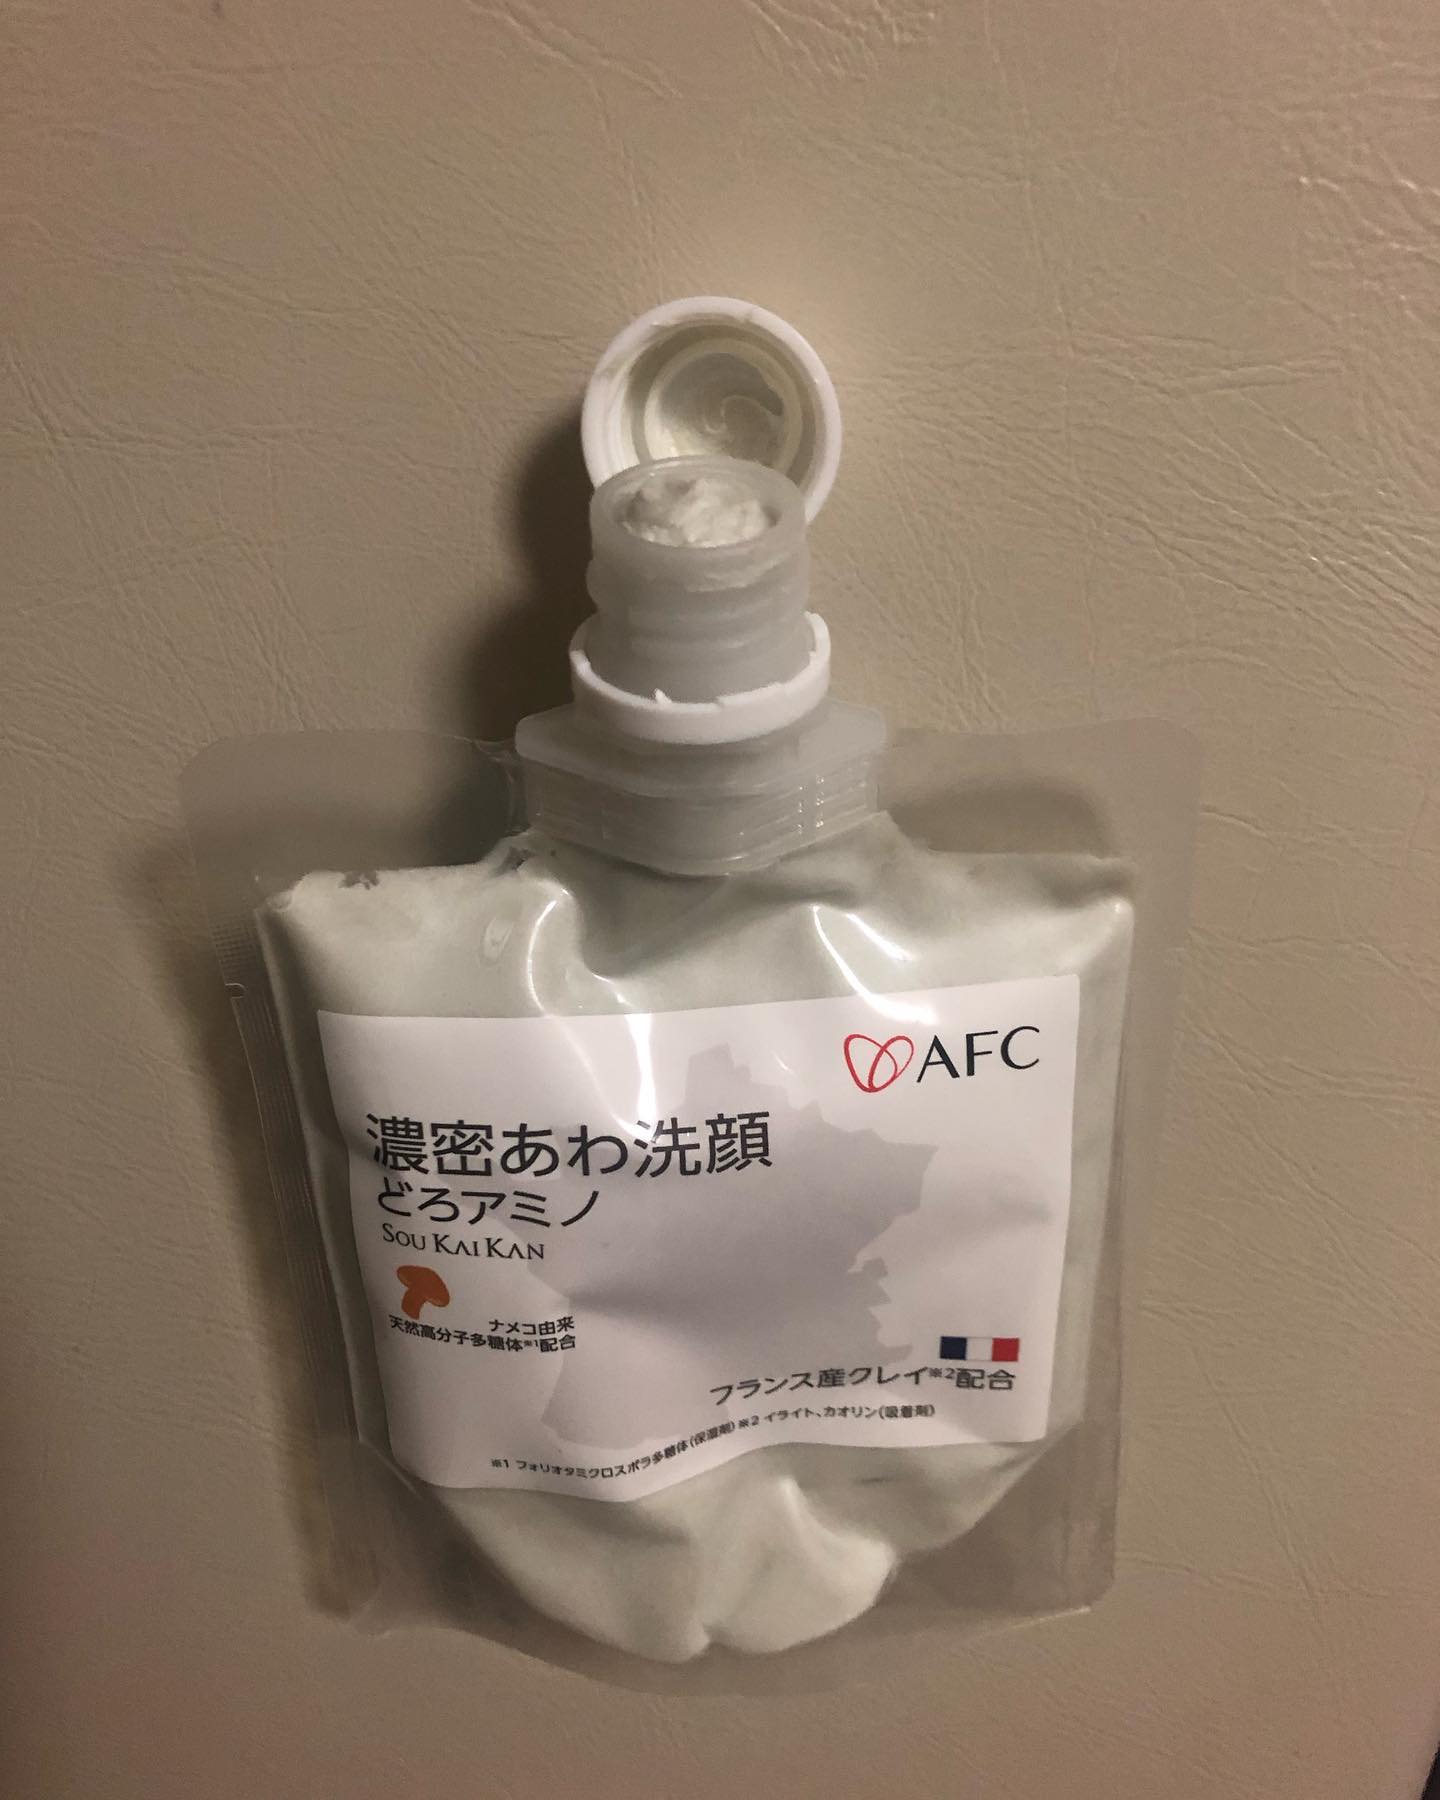 AFC
濃密あわ洗顔
どろアミノ
SOU KAI KAN
ナメコ由来
天然高分子多糖体※1配合
フランス産クレイ※2配合
※1 フォリオタミクロスポラ多糖体(保湿剤) ※2 イライト、カオリン(吸着剤)